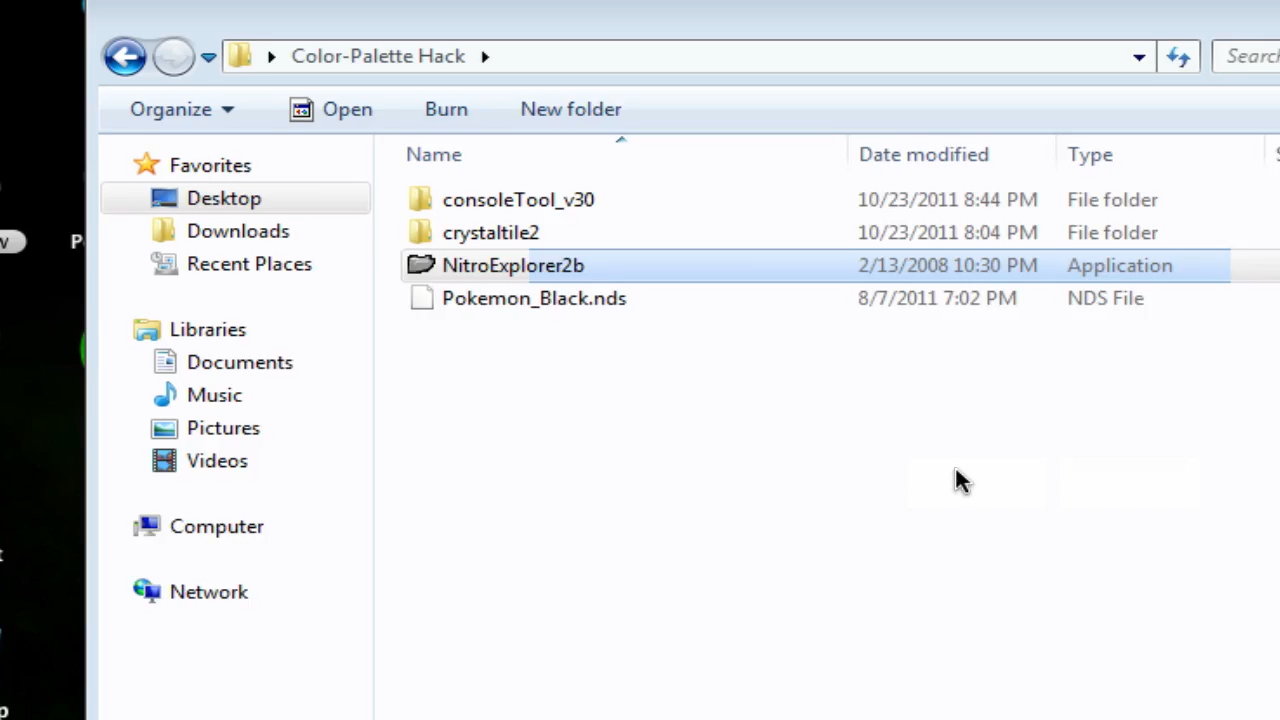 Color-Palette Hack
Search
Organize Open Burn New folder
Name Date modified Type
Favorites
Desktop
Downloads
Recent Places
Libraries
Documents
Music
Pictures
Videos
Computer
Network
consoleTool_v30 10/23/2011 8:44 PM File folder
crystaltile2 10/23/2011 8:04 PM File folder
NitroExplorer2b 2/13/2008 10:30 PM Application
Pokemon_Black.nds 8/7/2011 7:02 PM NDS File